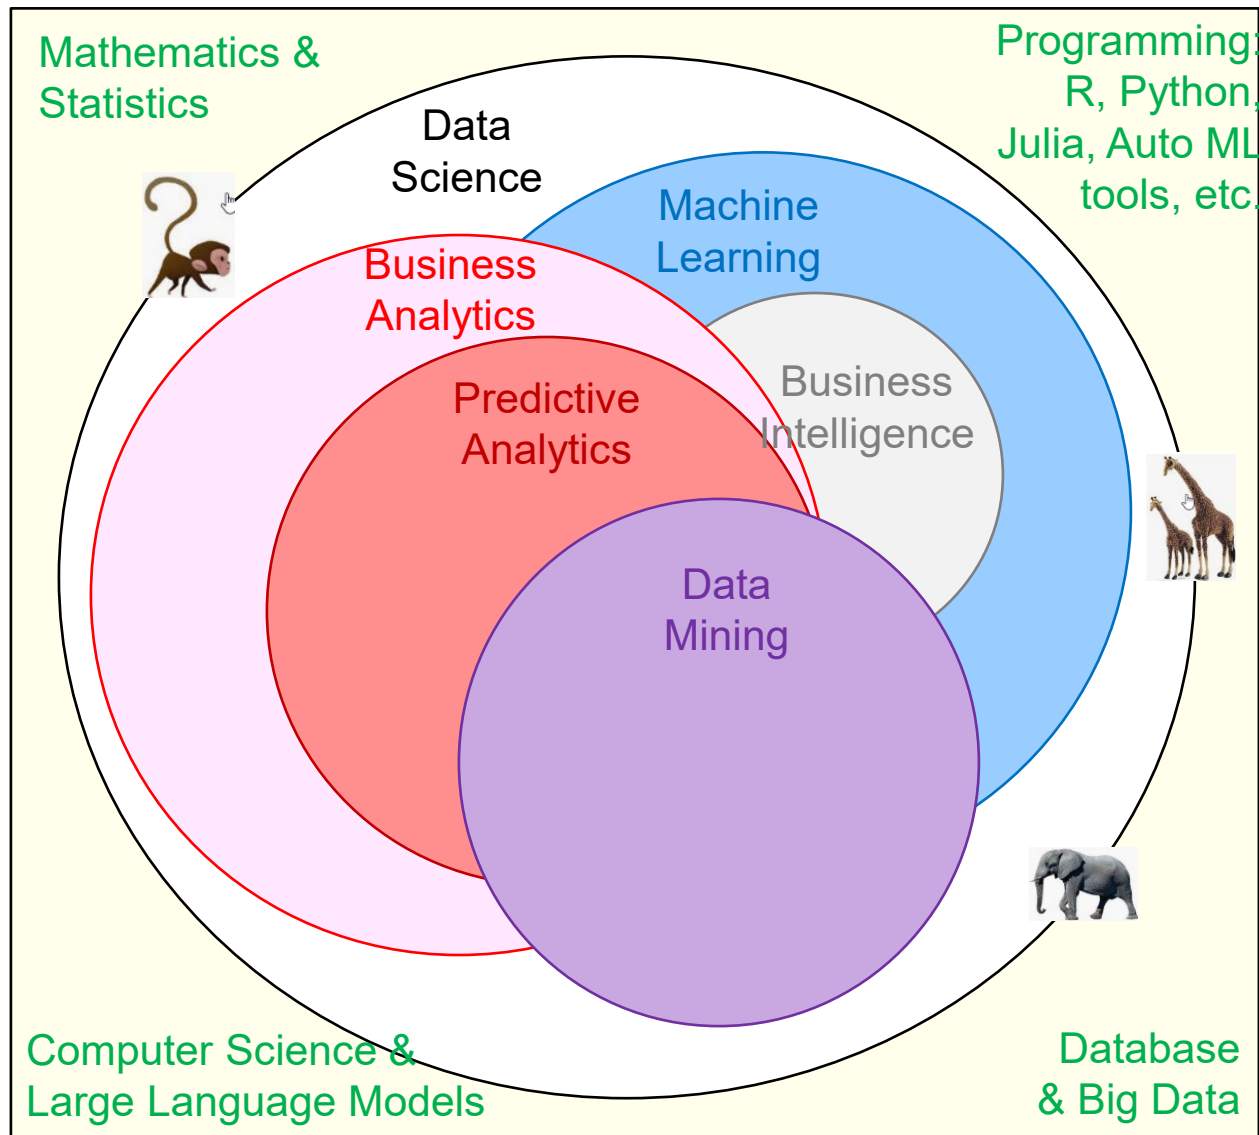 Mathematics &
Statistics
Programming:
R, Python,
Julia, Auto ML
tools, etc.
Data
Science
Machine
Learning
Business
Analytics
Predictive
Analytics
Business
Intelligence
Data
Mining
Computer Science &
Large Language Models
Database
& Big Data